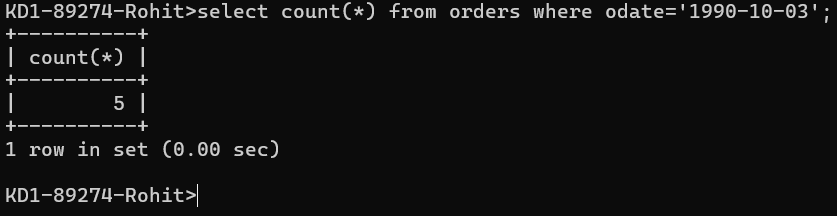 KD1-89274-Rohit>select count(*) from orders where odate='1990-10-03';
+----------+
| count(*) |
+----------+
|        5 |
+----------+
1 row in set (0.00 sec)
KD1-89274-Rohit>